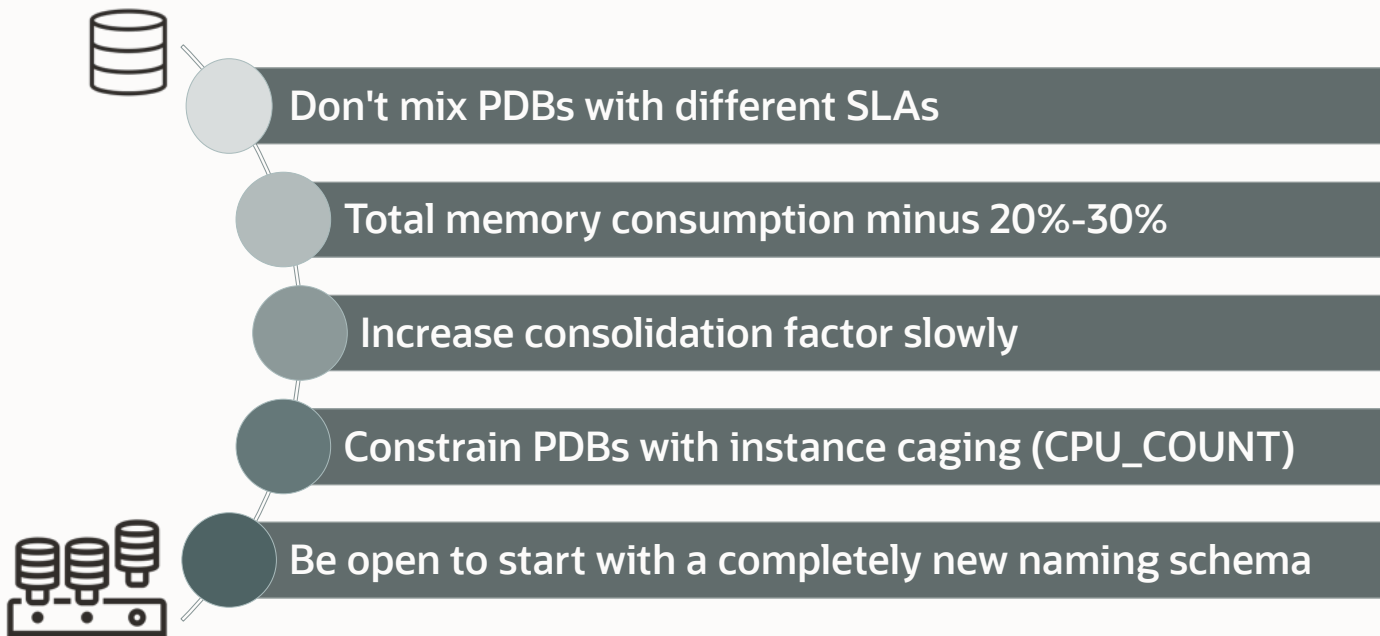 Don't mix PDBs with different SLAs
Total memory consumption minus 20%-30%
Increase consolidation factor slowly
Constrain PDBs with instance caging (CPU_COUNT)
Be open to start with a completely new naming schema